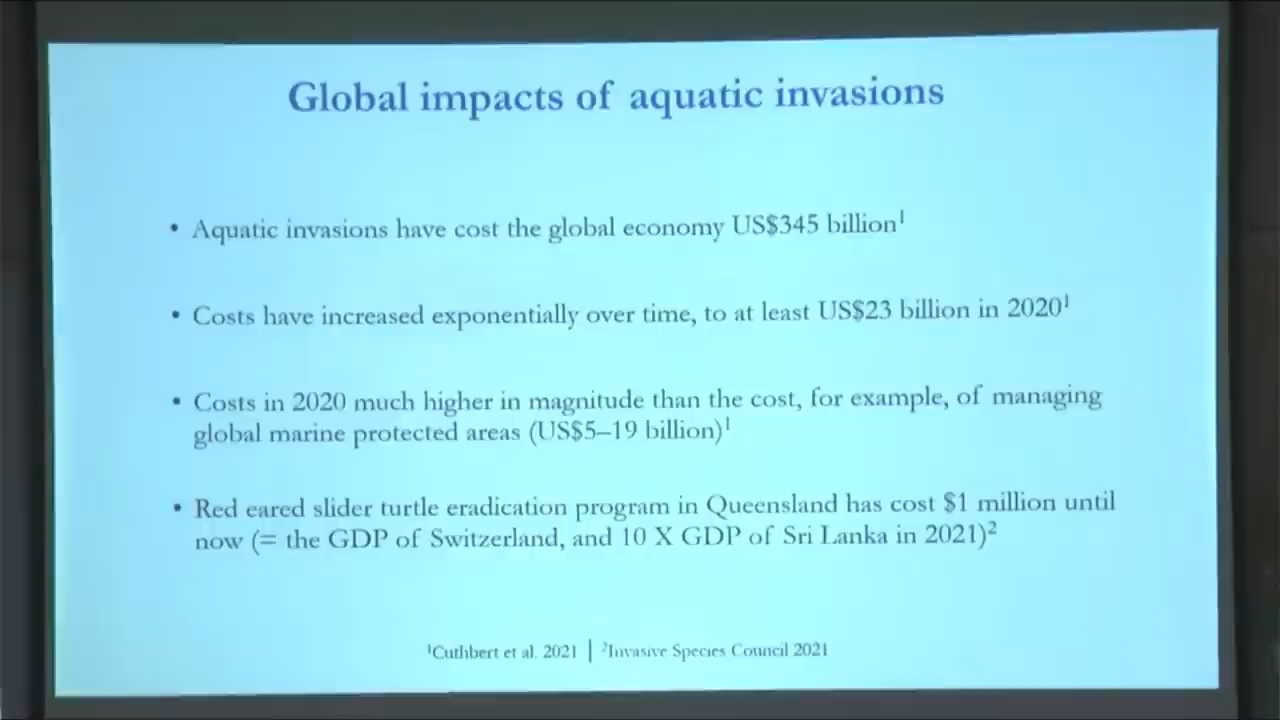 Global impacts of aquatic invasions
• Aquatic invasions have cost the global economy US$345 billion¹
• Costs have increased exponentially over time, to at least US$23 billion in 2020¹
• Costs in 2020 much higher in magnitude than the cost, for example, of managing
global marine protected areas (US$5–19 billion)¹
• Red eared slider turtle eradication program in Queensland has cost $1 million until
now (= the GDP of Switzerland, and 10 X GDP of Sri Lanka in 2021)²
¹Cuthbert et al. 2021 | ²Invasive Species Council 2021